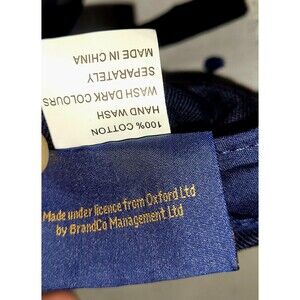 100% COTTON
HAND WASH
WASH DARK COLOURS
SEPARATELY
MADE IN CHINA
Made under licence from Oxford Ltd
by BrandCo Management Ltd